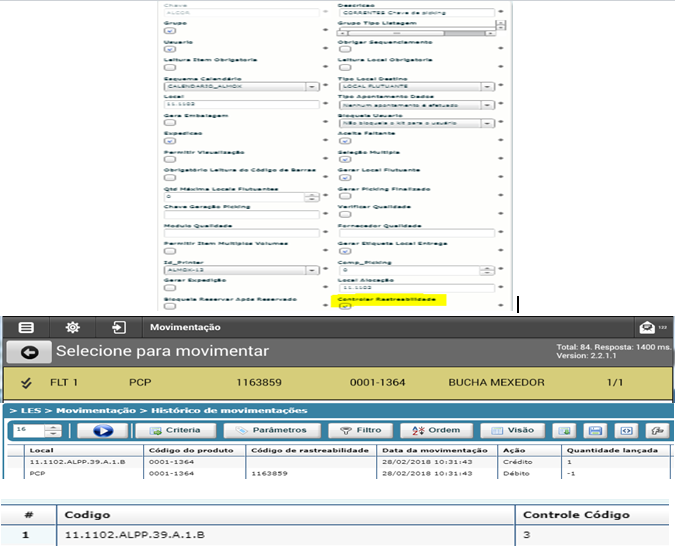 Chave Descricao
ALCOR CORRENTES Chave de picking
Grupo Grupo Tipo Listagem
Usuario Obrigar Sequenciamento
Leitura Item Obrigatoria Leitura Local Obrigatoria
Esquema Calendário Tipo Local Destino
CALENDARIO_ALMOX LOCAL FLUTUANTE
Local Tipo Apontamento Dados
11.1102 Nenhum apontamento é efetuado
Gera Embalagem Bloqueia Usuario
Não bloqueia o kit para o usuário
Expedicao Aceita Faltante
Permitir Visualização Seleção Multipla
Obrigatório Leitura do Código de Barras Gerar Local Flutuante
Qtd Máxima Locais Flutuantes Gerar Picking Finalizado
0
Chave Geração Picking Verificar Qualidade
Modulo Qualidade Fornecedor Qualidade
Permitir Item Multiplos Volumes Gerar Etiqueta Local Entrega
Id_Printer Comp_Picking
ALMOX-12 0
Gerar Expedição Local Alocação
11.1102
Bloqueia Reservar Após Reservado Controlar Rastreabilidade
Movimentação 133
Selecione para movimentar Total: 84. Resposta: 1400 ms.
Version: 2.2.1.1
FLT 1 PCP 1163859 0001-1364 BUCHA MEXEDOR 1/1
> LES > Movimentação > Histórico de movimentações
16 Criteria Parámetros Filtro Ordem Visão
Local Código do produto Código de rastreabilidade Data da movimentação Ação Quantidade lançada
11.1102.ALPP.39.A.1.B 0001-1364 28/02/2018 10:31:43 Crédito 1
PCP 0001-1364 1163859 28/02/2018 10:31:43 Débito -1
# Codigo Controle Código
1 11.1102.ALPP.39.A.1.B 3